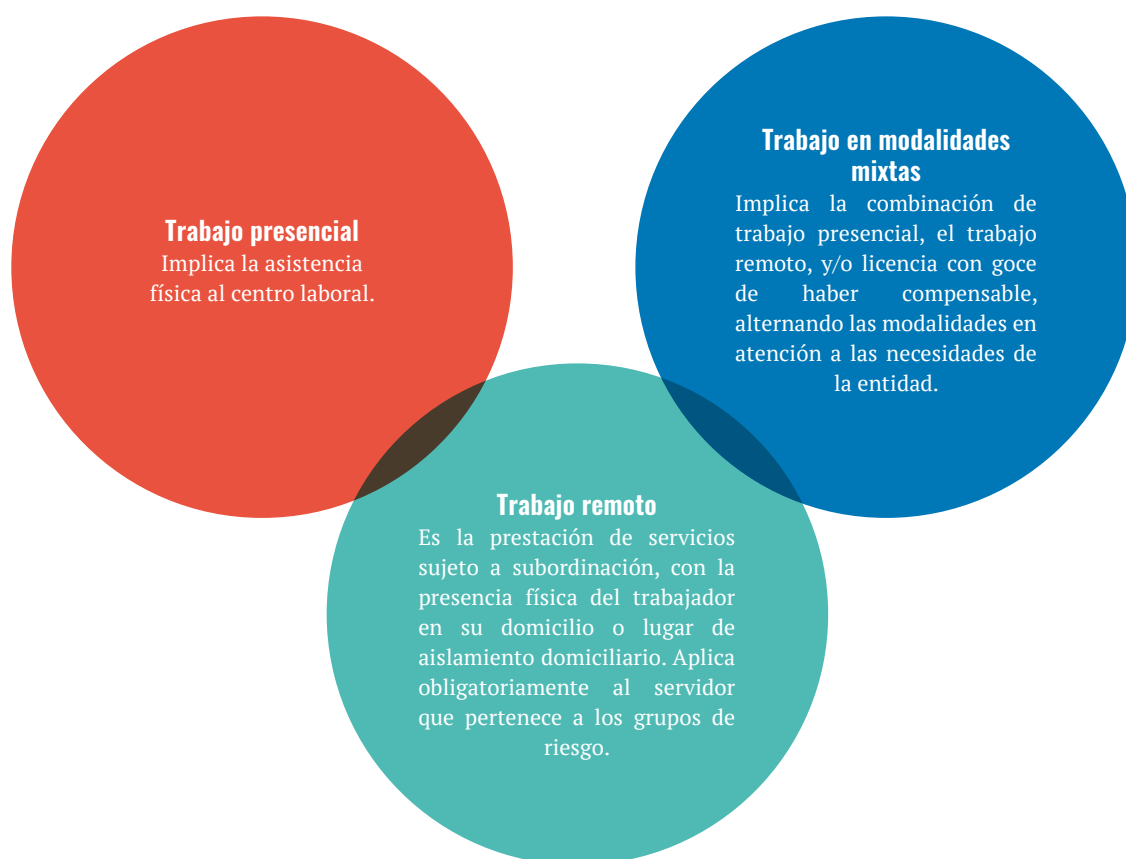 Trabajo presencial
Implica la asistencia
física al centro laboral.
Trabajo en modalidades
mixtas
Implica la combinación de
trabajo presencial, el trabajo
remoto, y/o licencia con goce
de haber compensable,
alternando las modalidades en
atención a las necesidades de
la entidad.
Trabajo remoto
Es la prestación de servicios
sujeto a subordinación, con la
presencia física del trabajador
en su domicilio o lugar de
aislamiento domiciliario. Aplica
obligatoriamente al servidor
que pertenece a los grupos de
riesgo.